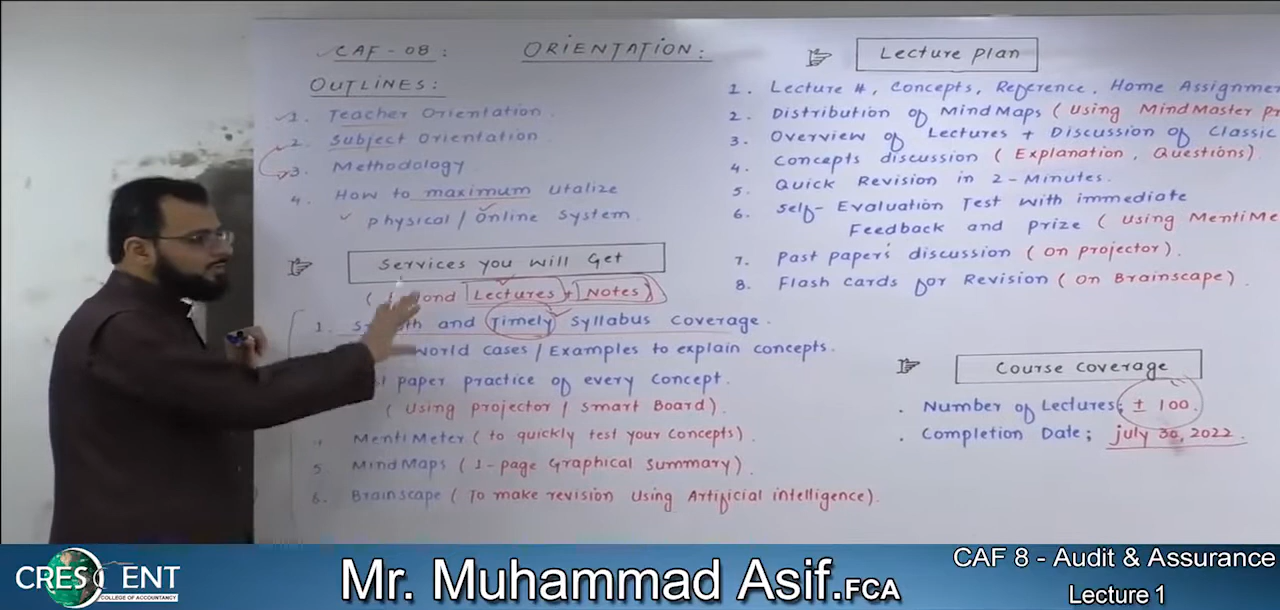 CAF - 08 :
ORIENTATION :
OUTLINES :
1. Teacher Orientation
2. Subject Orientation
3. Methodology
4. How to maximum utalize
physical / online system
Services you will Get
Lectures + Notes )
1. and Timely syllabus coverage.
world cases / Examples to explain concepts.
paper practice of every concept.
( using projector / smart Board ).
MentiMeter ( to quickly test your concepts ).
5. MindMaps ( 1 - page Graphical summary ).
6. Brainscape ( To make revision using Artificial intelligence ).
Lecture plan
1. Lecture #, concepts, Reference, Home
2. Distribution of MindMaps ( using MindMaster
3. Overview of Lectures + Discussion of Classic
4. Concepts discussion ( Explanation, Questions ).
5. Quick Revision in 2 - Minutes.
6. Self - Evaluation Test with immediate
Feedback and prize ( using
7. Past paper's discussion ( on projector ).
8. Flash cards for Revision ( on Brainscape ).
Course coverage
. Number of Lectures ; ± 100.
. Completion Date ; july 30, 2022.
CRESCENT
COLLEGE OF ACCOUNTANCY
Mr. Muhammad Asif.FCA
CAF 8 - Audit & Assurance
Lecture 1